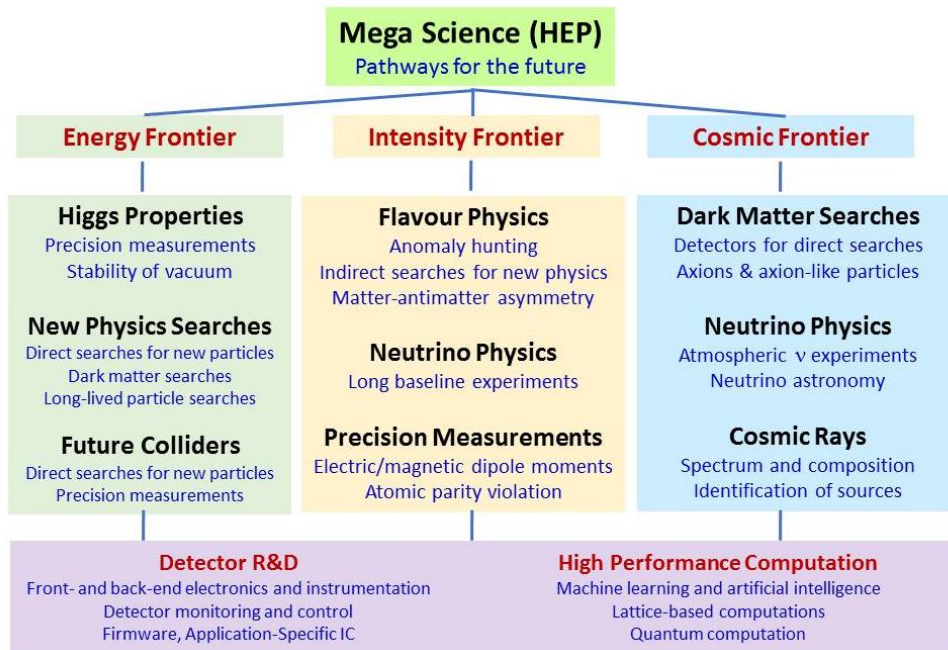 Mega Science (HEP)
Pathways for the future
Energy Frontier
Higgs Properties
Precision measurements
Stability of vacuum
New Physics Searches
Direct searches for new particles
Dark matter searches
Long-lived particle searches
Future Colliders
Direct searches for new particles
Precision measurements
Intensity Frontier
Flavour Physics
Anomaly hunting
Indirect searches for new physics
Matter-antimatter asymmetry
Neutrino Physics
Long baseline experiments
Precision Measurements
Electric/magnetic dipole moments
Atomic parity violation
Cosmic Frontier
Dark Matter Searches
Detectors for direct searches
Axions & axion-like particles
Neutrino Physics
Atmospheric ν experiments
Neutrino astronomy
Cosmic Rays
Spectrum and composition
Identification of sources
Detector R&D
Front- and back-end electronics and instrumentation
Detector monitoring and control
Firmware, Application-Specific IC
High Performance Computation
Machine learning and artificial intelligence
Lattice-based computations
Quantum computation